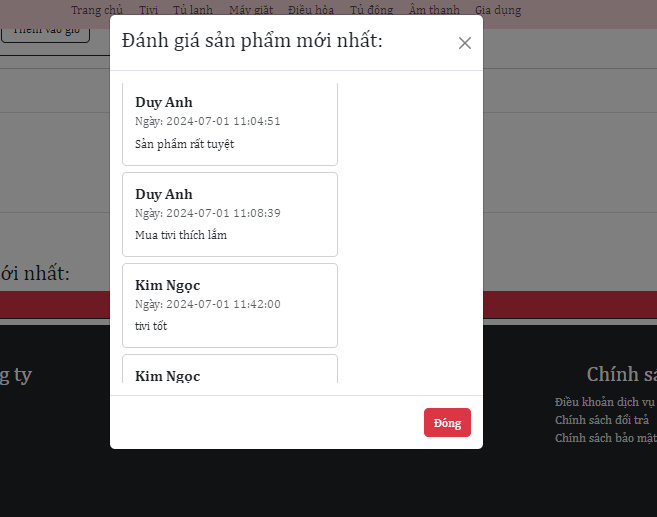 Trang chủ Tivi Tủ lạnh Máy giặt Điều hòa Tủ đông Âm thanh Gia dụng
Thêm vào giỏ
Đánh giá sản phẩm mới nhất:
Duy Anh
Ngày: 2024-07-01 11:04:51
Sản phẩm rất tuyệt
Duy Anh
Ngày: 2024-07-01 11:08:39
Mua tivi thích lắm
Kim Ngọc
Ngày: 2024-07-01 11:42:00
tivi tốt
Kim Ngọc
Đóng
ới nhất:
g ty
Chính sá
Điều khoản dịch vụ
Chính sách đổi trả
Chính sách bảo mật